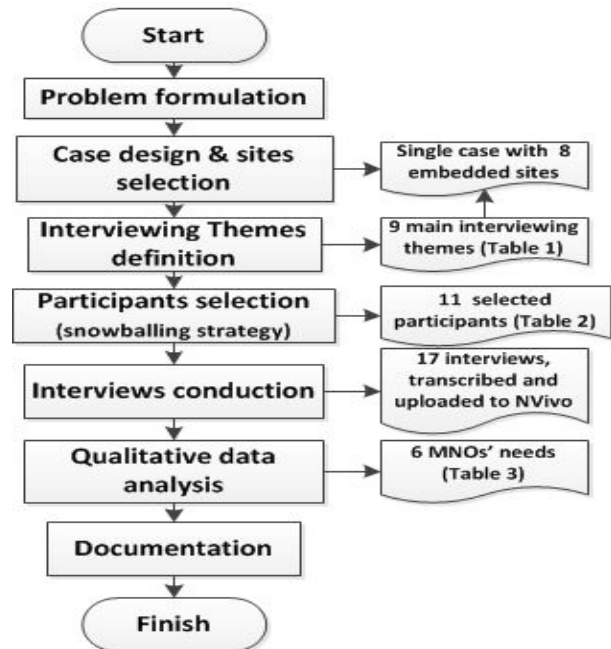 Start
Problem formulation
Case design & sites
selection
Single case with 8
embedded sites
Interviewing Themes
definition
9 main interviewing
themes (Table 1)
Participants selection
(snowballing strategy)
11 selected
participants (Table 2)
Interviews conduction
17 interviews,
transcribed and
uploaded to NVivo
Qualitative data
analysis
6 MNOs' needs
(Table 3)
Documentation
Finish